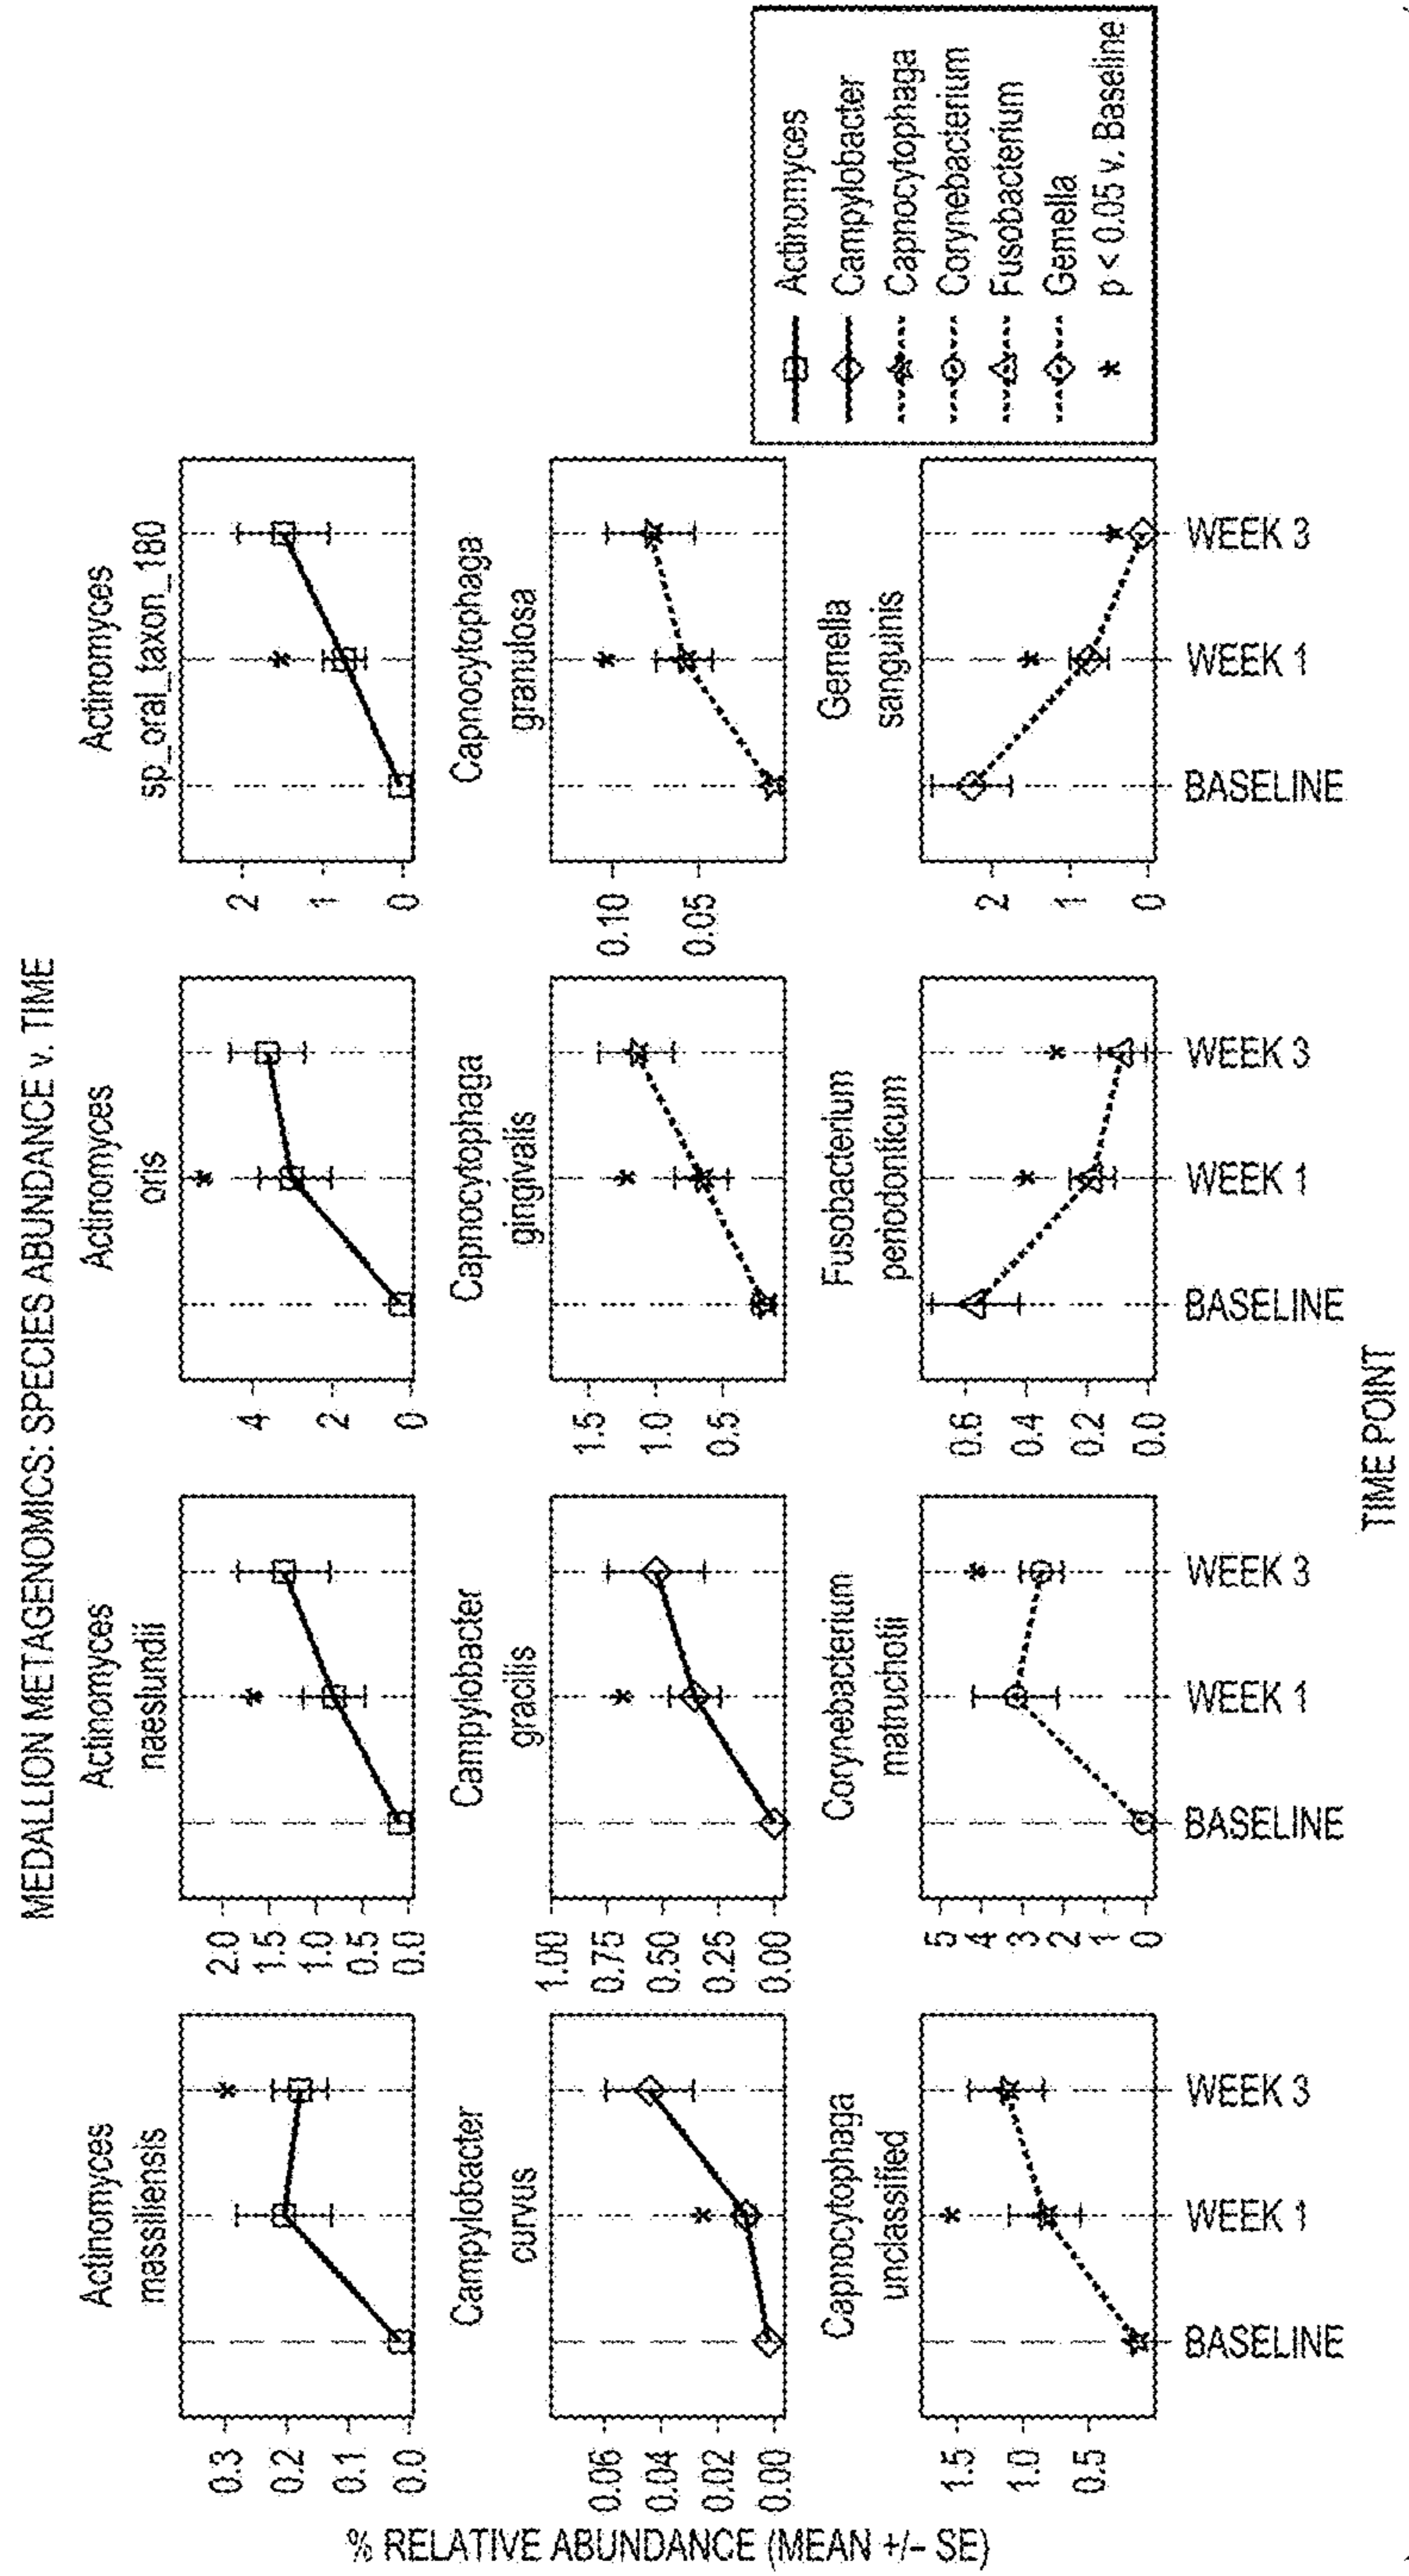 MEDALLION METAGENOMICS: SPECIES ABUNDANCE v. TIME
% RELATIVE ABUNDANCE (MEAN +/- SE)
Actinomyces
massiliensis
0.3
0.2
0.1
0.0
Actinomyces
naeslundii
2.0
1.5
1.0
0.5
0.0
Actinomyces
oris
4
2
0
Actinomyces
sp_oral_taxon_180
2
1
0
Campylobacter
curvus
0.06
0.04
0.02
0.00
Campylobacter
gracilis
1.00
0.75
0.50
0.25
0.00
Capnocytophaga
gingivalis
1.5
1.0
0.5
Capnocytophaga
granulosa
0.10
0.05
Capnocytophaga
unclassified
1.5
1.0
0.5
BASELINE
WEEK 1
WEEK 3
Corynebacterium
matruchotii
5
4
3
2
1
0
BASELINE
WEEK 1
WEEK 3
Fusobacterium
periodonticum
0.6
0.4
0.2
0.0
BASELINE
WEEK 1
WEEK 3
Gemella
sanguinis
2
1
0
BASELINE
WEEK 1
WEEK 3
TIME POINT
Actinomyces
Campylobacter
Capnocytophaga
Corynebacterium
Fusobacterium
Gemella
* p < 0.05 v. Baseline